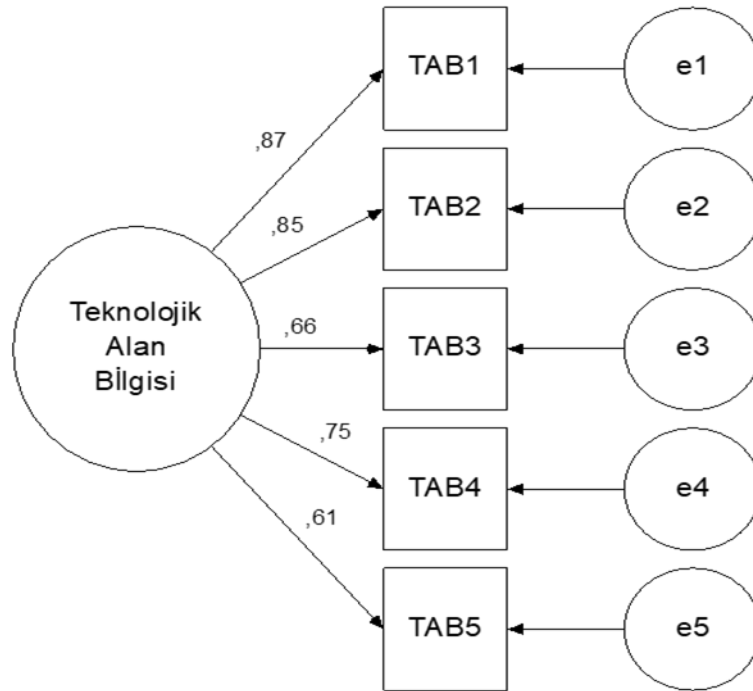 TAB1
e1
,87
TAB2
e2
,85
Teknolojik
Alan
Bİlgisi
,66
TAB3
e3
,75
TAB4
e4
,61
TAB5
e5